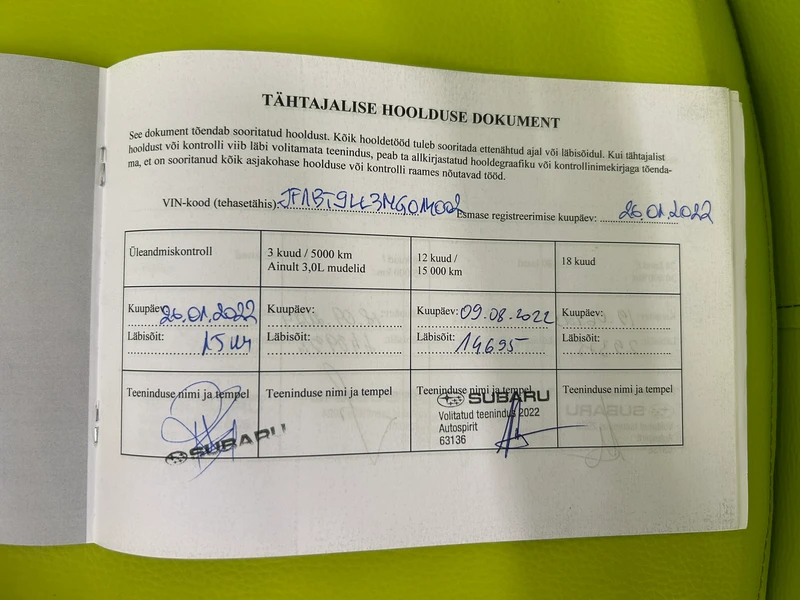 TÄHTAJALISE HOOLDUSE DOKUMENT
See dokument tõendab sooritatud hooldust. Kõik hooldetööd tuleb sooritada ettenähtud ajal või läbisõidul. Kui tähtajalist
hooldust või kontrolli viib läbi volitamata teenindus, peab ta allkirjastatud hooldegraafiku või kontrollinimekirjaga tõenda-
ma, et on sooritanud kõik asjakohase hoolduse või kontrolli raames nõutavad tööd.
VIN-kood (tehasetähis): Esmase registreerimise kuupäev: 26.01.2022
Üleandmiskontroll
3 kuud / 5000 km
Ainult 3,0L mudelid
12 kuud /
15 000 km
18 kuud
Kuupäev: 26.01.2022
Kuupäev:
Kuupäev: 09.08.2022
Kuupäev:
Läbisõit:
Läbisõit:
Läbisõit: 14695
Läbisõit:
Teeninduse nimi ja tempel
SUBARU
Teeninduse nimi ja tempel
Teeninduse nimi ja tempel
SUBARU
Volitatud teenindus 2022
Autospirit
63136
Teeninduse nimi ja tempel